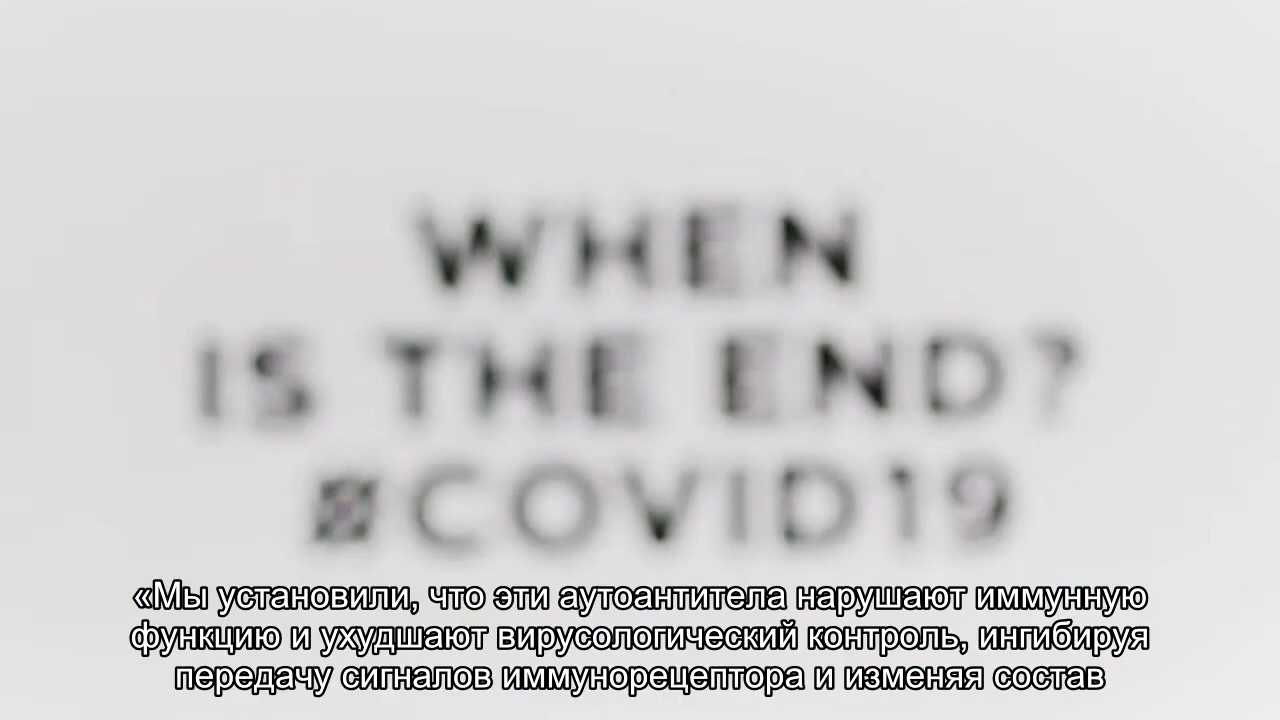 WHEN
IS THE END?
#COVID19
«Мы установили, что эти аутоантитела нарушают иммунную
функцию и ухудшают вирусологический контроль, ингибируя
передачу сигналов иммунорецептора и изменяя состав